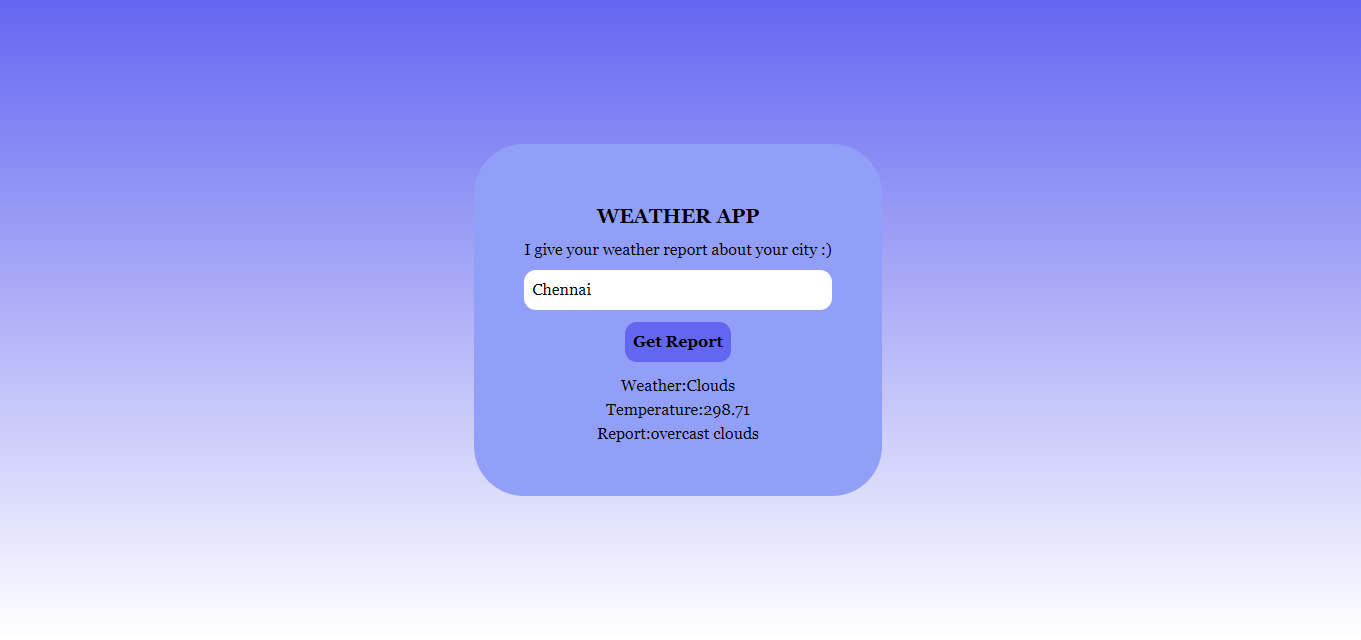 WEATHER APP
I give your weather report about your city :)
Chennai
Get Report
Weather:Clouds
Temperature:298.71
Report:overcast clouds